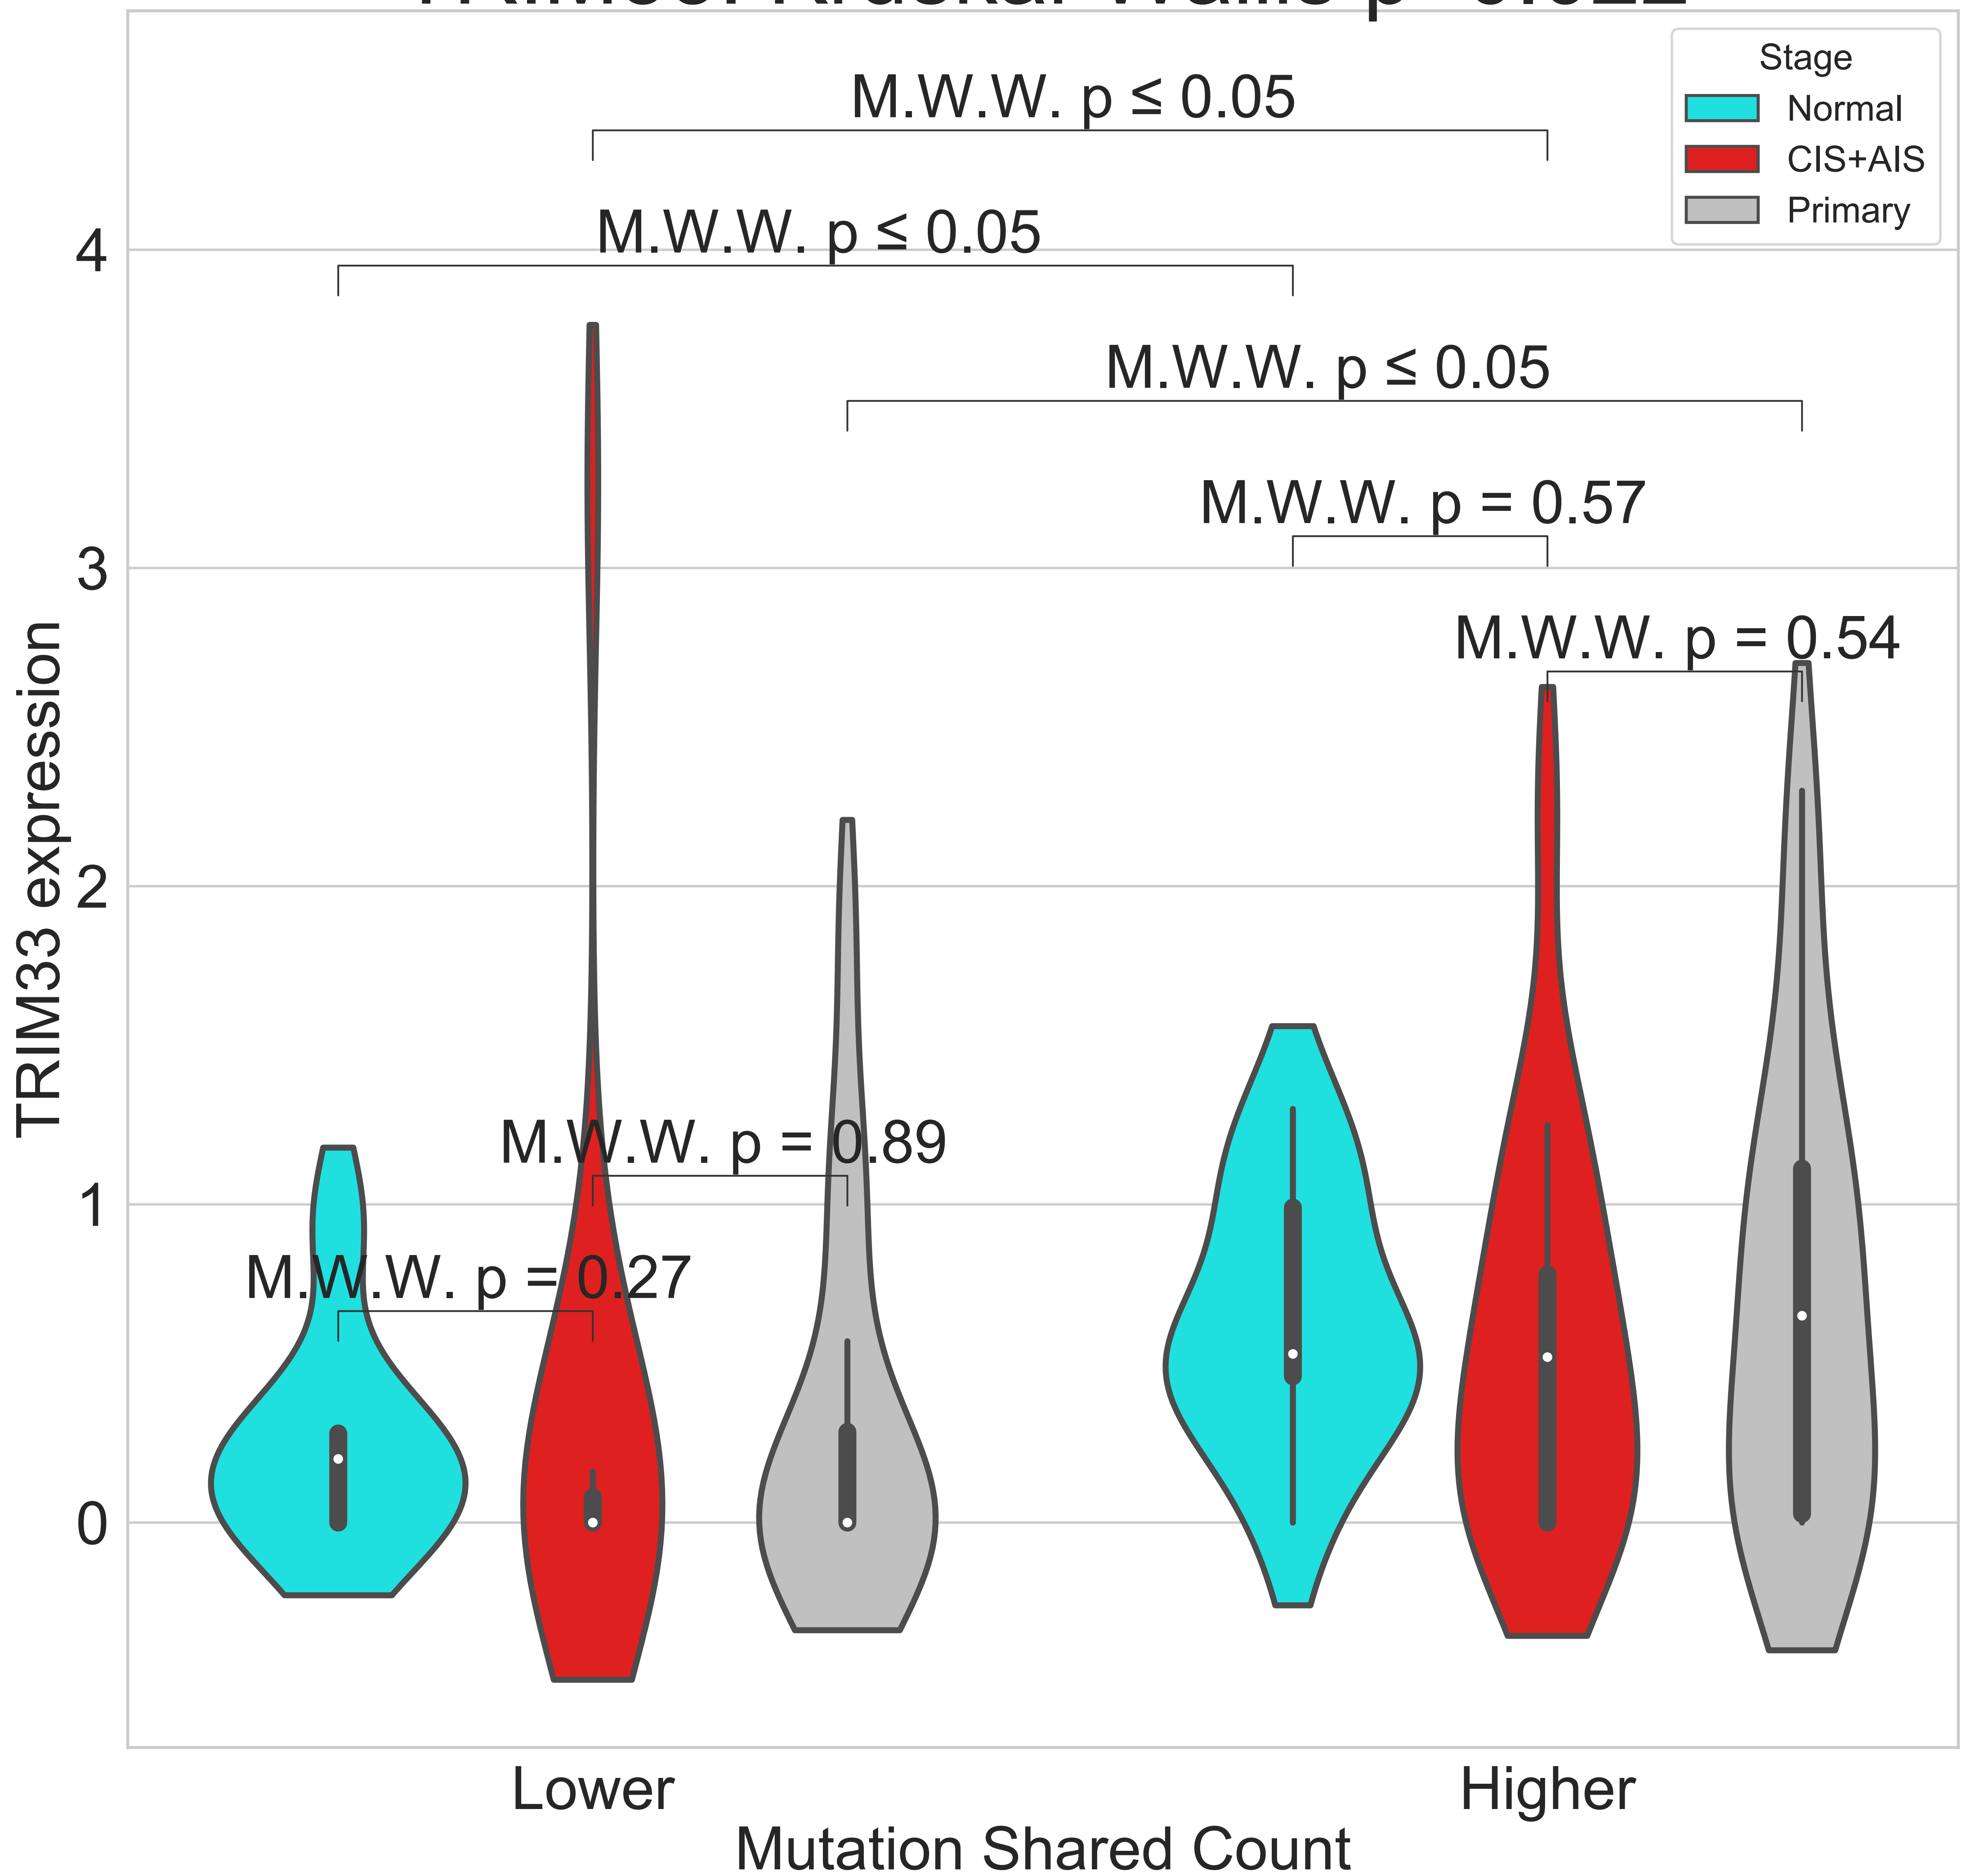 Stage
Normal
CIS+AIS
Primary
M.W.W. p ≤ 0.05
M.W.W. p ≤ 0.05
M.W.W. p ≤ 0.05
M.W.W. p = 0.57
M.W.W. p = 0.54
M.W.W. p = 0.89
M.W.W. p = 0.27
4
3
2
1
0
TRIM33 expression
Lower
Higher
Mutation Shared Count